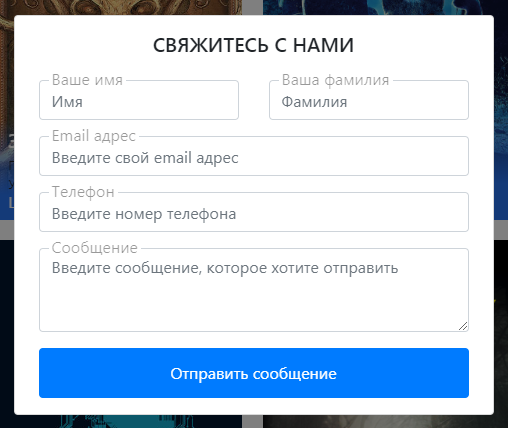 СВЯЖИТЕСЬ С НАМИ
Ваше имя
Имя
Ваша фамилия
Фамилия
Email адрес
Введите свой email адрес
Телефон
Введите номер телефона
Сообщение
Введите сообщение, которое хотите отправить
Отправить сообщение